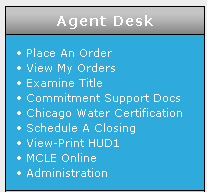 Agent Desk
• Place An Order
• View My Orders
• Examine Title
• Commitment Support Docs
• Chicago Water Certification
• Schedule A Closing
• View-Print HUD1
• MCLE Online
• Administration